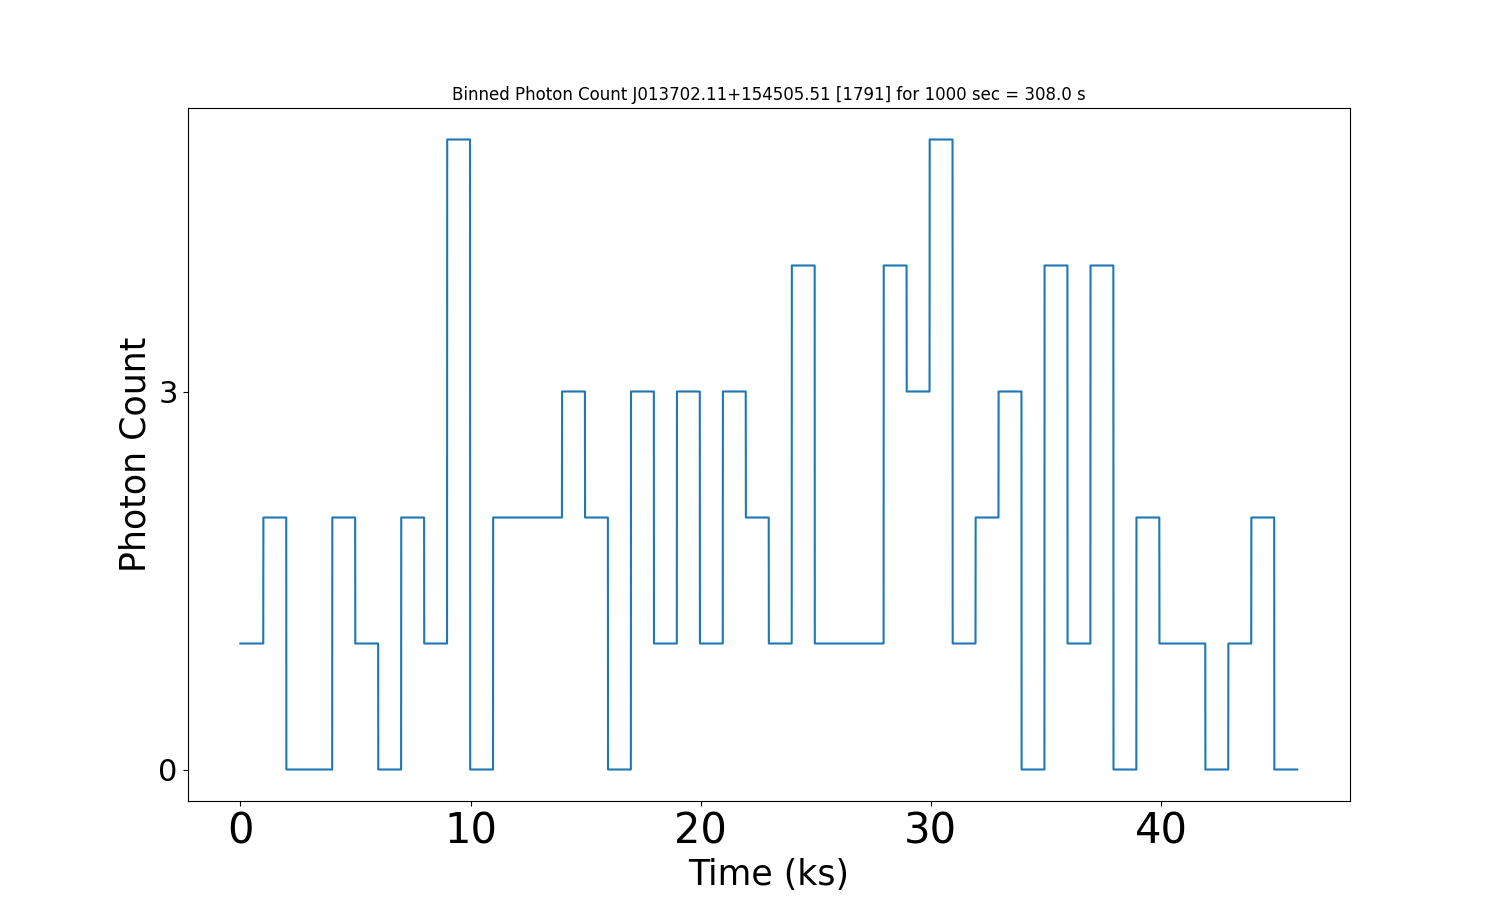 Binned Photon Count J013702.11+154505.51 [1791] for 1000 sec = 308.0 s
Photon Count
3
0
0 10 20 30 40
Time (ks)